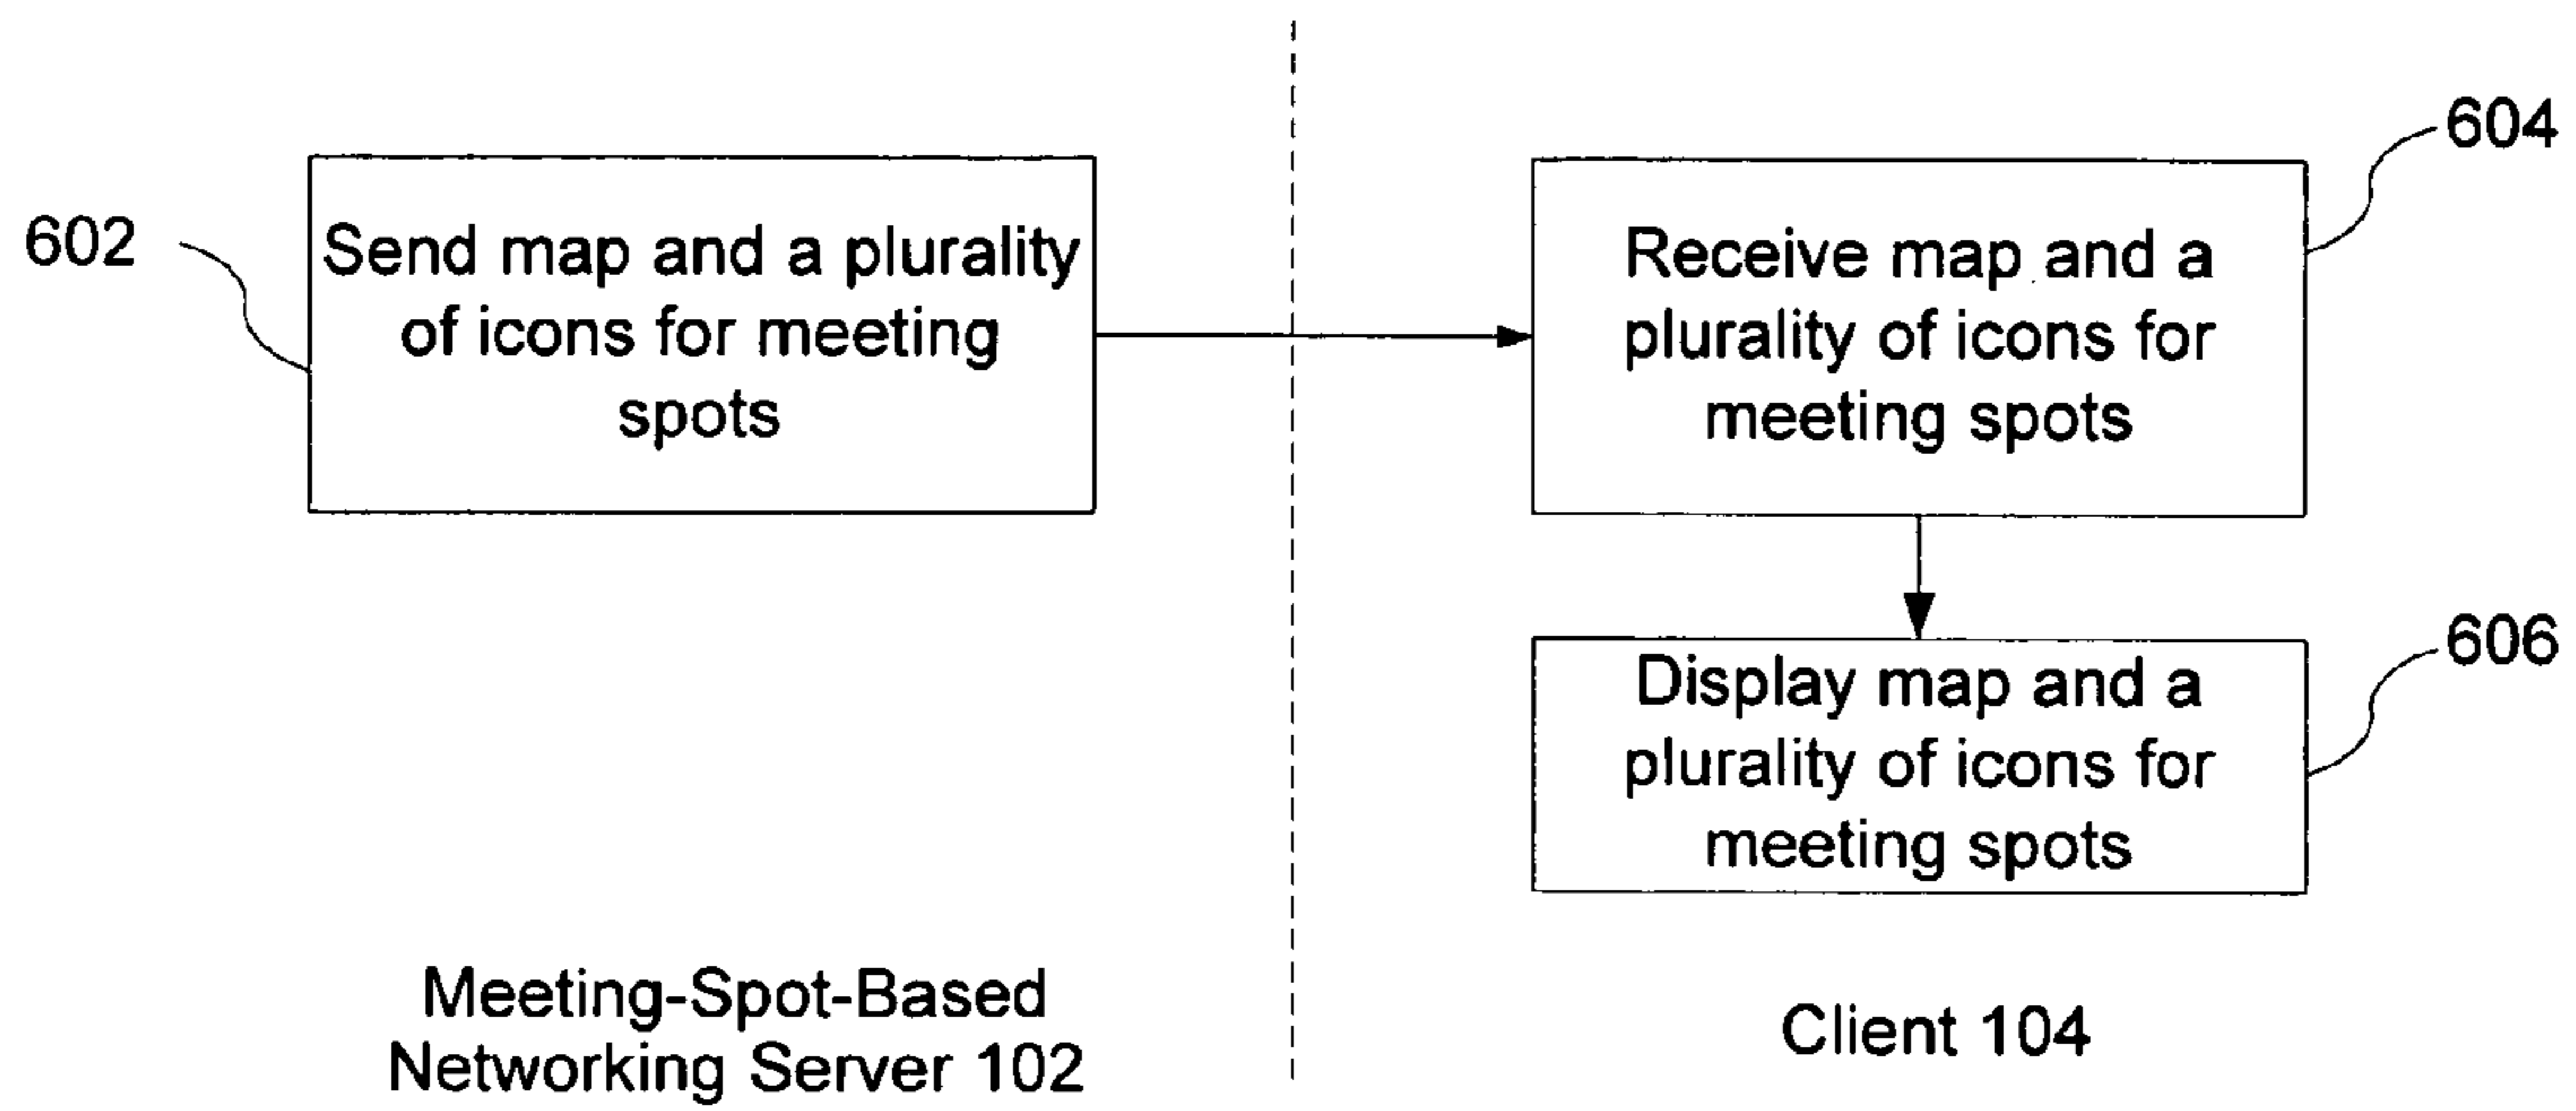 602
Send map and a plurality
of icons for meeting
spots
604
Receive map and a
plurality of icons for
meeting spots
606
Display map and a
plurality of icons for
meeting spots
Meeting-Spot-Based
Networking Server 102
Client 104